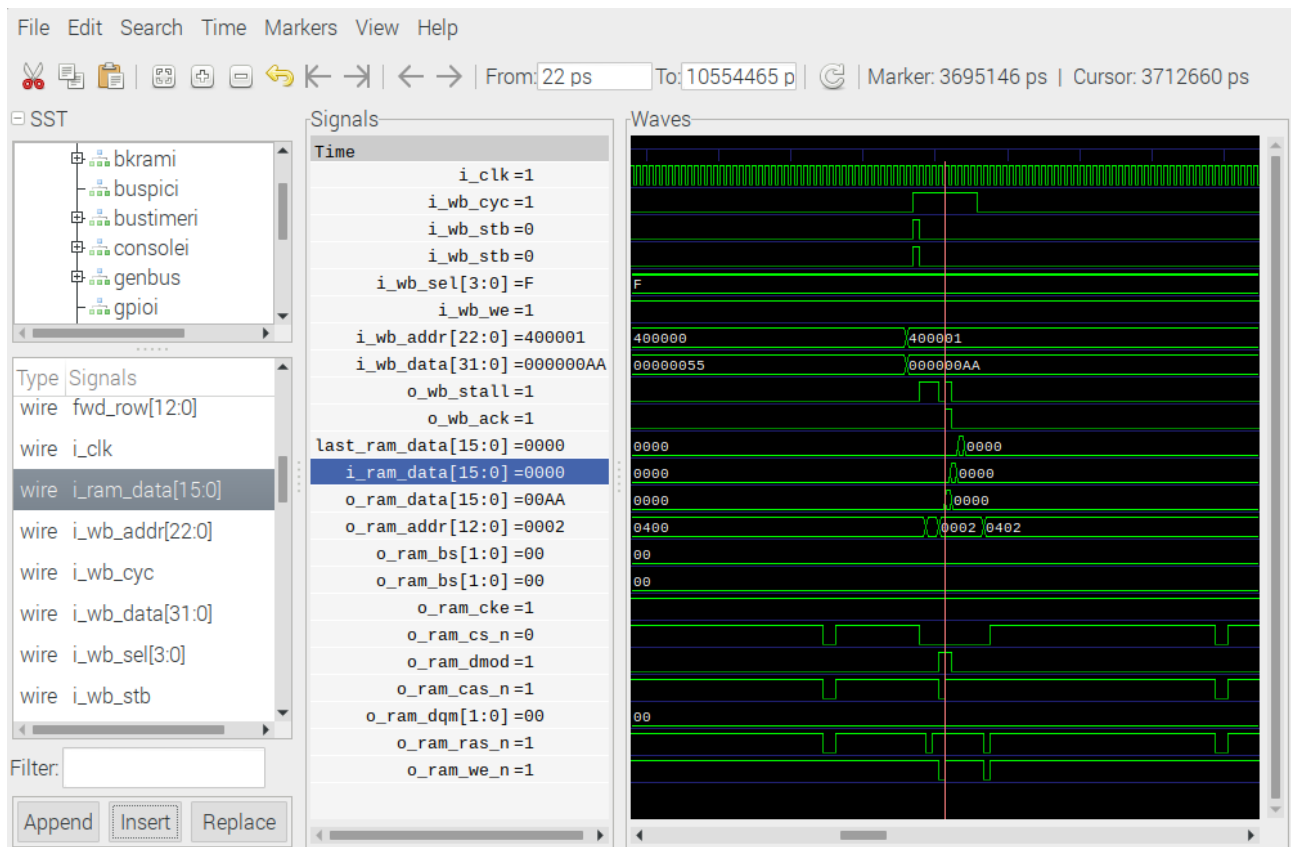 File Edit Search Time Markers View Help
From: 22 ps To: 10554465 p Marker: 3695146 ps | Cursor: 3712660 ps
SST
bkrami
buspici
bustimeri
consolei
genbus
gpioi
Type Signals
wire fwd_row[12:0]
wire i_clk
wire i_ram_data[15:0]
wire i_wb_addr[22:0]
wire i_wb_cyc
wire i_wb_data[31:0]
wire i_wb_sel[3:0]
wire i_wb_stb
Filter:
Append Insert Replace
Signals
Time
i_clk=1
i_wb_cyc=1
i_wb_stb=0
i_wb_stb=0
i_wb_sel[3:0]=F
i_wb_we=1
i_wb_addr[22:0]=400001
i_wb_data[31:0]=000000AA
o_wb_stall=1
o_wb_ack=1
last_ram_data[15:0]=0000
i_ram_data[15:0]=0000
o_ram_data[15:0]=00AA
o_ram_addr[12:0]=0002
o_ram_bs[1:0]=00
o_ram_bs[1:0]=00
o_ram_cke=1
o_ram_cs_n=0
o_ram_dmod=1
o_ram_cas_n=1
o_ram_dqm[1:0]=00
o_ram_ras_n=1
o_ram_we_n=1
Waves
F
400000 400001
00000055 000000AA
0000 0000
0000 0000
0000 0000
0400 0002 0402
00
00
00